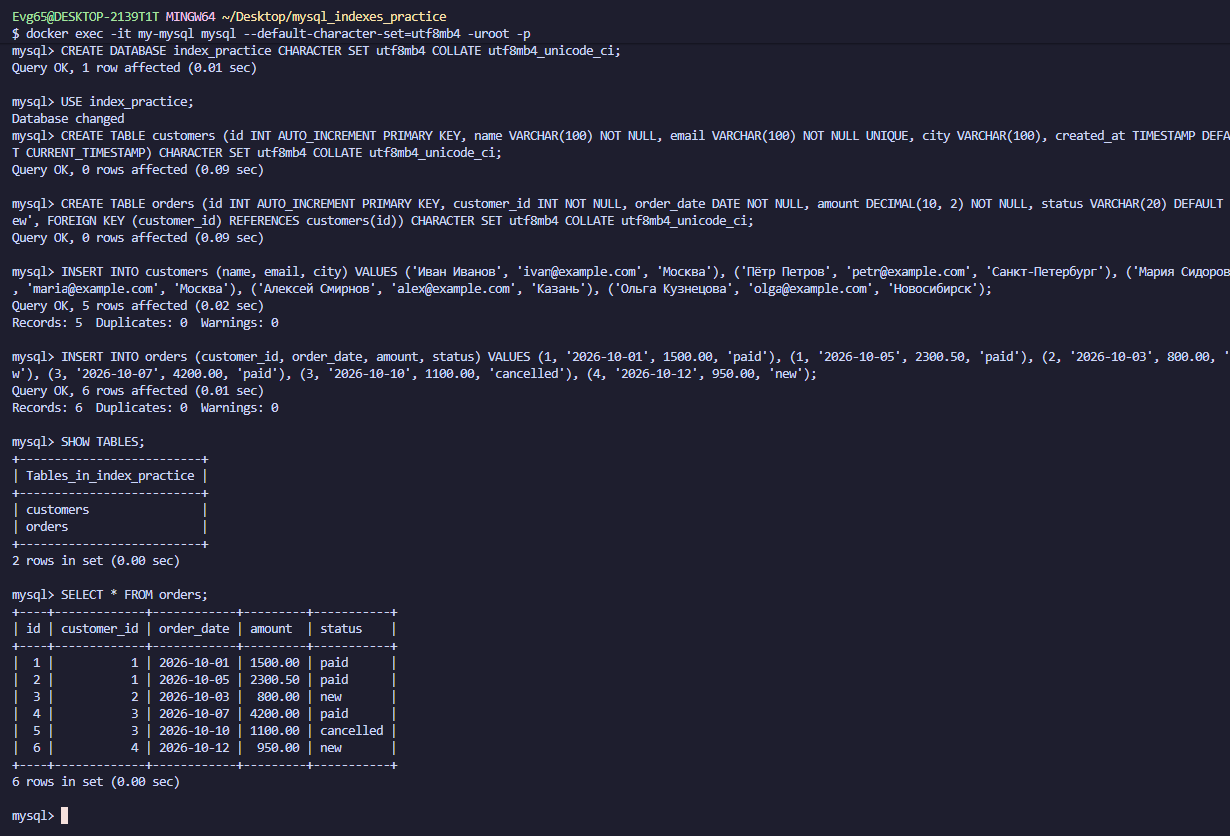 Evg65@DESKTOP-2139T1T MINGW64 ~/Desktop/mysql_indexes_practice
$ docker exec -it my-mysql mysql --default-character-set=utf8mb4 -uroot -p
mysql> CREATE DATABASE index_practice CHARACTER SET utf8mb4 COLLATE utf8mb4_unicode_ci;
Query OK, 1 row affected (0.01 sec)

mysql> USE index_practice;
Database changed
mysql> CREATE TABLE customers (id INT AUTO_INCREMENT PRIMARY KEY, name VARCHAR(100) NOT NULL, email VARCHAR(100) NOT NULL UNIQUE, city VARCHAR(100), created_at TIMESTAMP DEFA
T CURRENT_TIMESTAMP) CHARACTER SET utf8mb4 COLLATE utf8mb4_unicode_ci;
Query OK, 0 rows affected (0.09 sec)

mysql> CREATE TABLE orders (id INT AUTO_INCREMENT PRIMARY KEY, customer_id INT NOT NULL, order_date DATE NOT NULL, amount DECIMAL(10, 2) NOT NULL, status VARCHAR(20) DEFAULT
ew', FOREIGN KEY (customer_id) REFERENCES customers(id)) CHARACTER SET utf8mb4 COLLATE utf8mb4_unicode_ci;
Query OK, 0 rows affected (0.09 sec)

mysql> INSERT INTO customers (name, email, city) VALUES ('Иван Иванов', 'ivan@example.com', 'Москва'), ('Пётр Петров', 'petr@example.com', 'Санкт-Петербург'), ('Мария Сидоров
, 'maria@example.com', 'Москва'), ('Алексей Смирнов', 'alex@example.com', 'Казань'), ('Ольга Кузнецова', 'olga@example.com', 'Новосибирск');
Query OK, 5 rows affected (0.02 sec)
Records: 5  Duplicates: 0  Warnings: 0

mysql> INSERT INTO orders (customer_id, order_date, amount, status) VALUES (1, '2026-10-01', 1500.00, 'paid'), (1, '2026-10-05', 2300.50, 'paid'), (2, '2026-10-03', 800.00, '
w'), (3, '2026-10-07', 4200.00, 'paid'), (3, '2026-10-10', 1100.00, 'cancelled'), (4, '2026-10-12', 950.00, 'new');
Query OK, 6 rows affected (0.01 sec)
Records: 6  Duplicates: 0  Warnings: 0

mysql> SHOW TABLES;
+--------------------------+
| Tables_in_index_practice |
+--------------------------+
| customers                |
| orders                   |
+--------------------------+
2 rows in set (0.00 sec)

mysql> SELECT * FROM orders;
+----+-------------+------------+---------+-----------+
| id | customer_id | order_date | amount  | status    |
+----+-------------+------------+---------+-----------+
|  1 |           1 | 2026-10-01 | 1500.00 | paid      |
|  2 |           1 | 2026-10-05 | 2300.50 | paid      |
|  3 |           2 | 2026-10-03 |  800.00 | new       |
|  4 |           3 | 2026-10-07 | 4200.00 | paid      |
|  5 |           3 | 2026-10-10 | 1100.00 | cancelled |
|  6 |           4 | 2026-10-12 |  950.00 | new       |
+----+-------------+------------+---------+-----------+
6 rows in set (0.00 sec)

mysql>